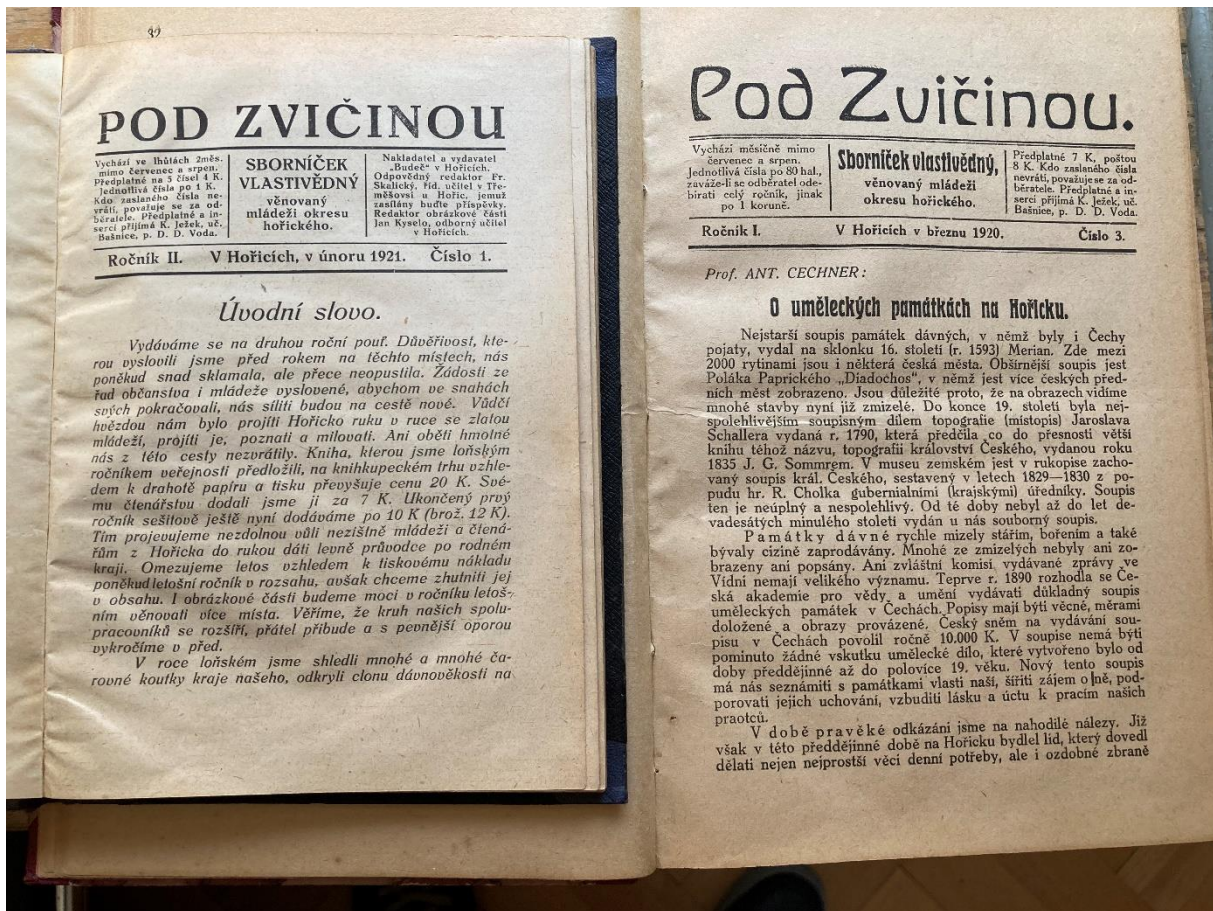 32
POD ZVIČINOU
Vychází ve lhůtách 2měs.
mimo červenec a srpen.
Předplatné na 5 čísel 4 K.
Jednotlivá čísla po 1 K.
Kdo zaslaného čísla ne-
vrátí, považuje se za od-
běratele. Předplatné a in-
serci přijímá K. Ježek, uč.
Bašnice, p. D. D. Voda.
SBORNÍČEK
VLASTIVĚDNÝ
věnovaný
mládeži okresu
hořického.
Nakladatel a vydavatel
„Budeč“ v Hořicích.
Odpovědný redaktor Fr.
Skalický, říd. učitel v Tře-
měšovsi u Hořic, jemuž
zasílány buďte příspěvky.
Redaktor obrázkové části
Jan Kyselo, odborný učitel
v Hořicích.
Ročník II. V Hořicích, v únoru 1921. Číslo 1.
Úvodní slovo.
Vydáváme se na druhou roční pouť. Důvěřivost, kte-
rou vyslovili jsme před rokem na těchto místech, nás
poněkud snad sklamala, ale přece neopustila. Žádosti ze
řad občanstva i mládeže vyslovené, abychom ve snahách
svých pokračovali, nás síliti budou na cestě nové. Vůdčí
hvězdou nám bylo projíti Hořicko ruku v ruce se zlatou
mládeží, projíti je, poznati a milovati. Ani oběti hmotné
nás z této cesty nezvrátily. Kniha, kterou jsme loňským
ročníkem veřejnosti předložili, na knihkupeckém trhu vzhle-
dem k drahotě papíru a tisku převyšuje cenu 20 K. Své-
mu čtenářstvu dodali jsme ji za 7 K. Ukončený prvý
ročník sešitově ještě nyní dodáváme po 10 K (brož. 12 K).
Tím projevujeme nezdolnou vůli nezištně mládeži a čtená-
řům z Hořicka do rukou dáti levně průvodce po rodném
kraji. Omezujeme letos vzhledem k tiskovému nákladu
poněkud letošní ročník v rozsahu, avšak chceme zhutniti jej
v obsahu. I obrázkové části budeme moci v ročníku letoš-
ním věnovati více místa. Věříme, že kruh našich spolu-
pracovníků se rozšíří, přátel přibude a s pevnější oporou
vykročíme v před.
V roce loňském jsme shledli mnohé a mnohé ča-
rovné koutky kraje našeho, odkryli clonu dávnověkosti na
Pod Zvičinou.
Vychází měsíčně mimo
červenec a srpen.
Jednotlivá čísla po 80 hal.,
zaváže-li se odběratel ode-
bírati celý ročník, jinak
po 1 koruně.
Sborníček vlastivědný,
věnovaný mládeži
okresu hořického.
Předplatné 7 K, poštou
8 K. Kdo zaslaného čísla
nevrátí, považuje se za od-
běratele. Předplatné a in-
serci přijímá K. Ježek, uč.
Bašnice, p. D. D. Voda.
Ročník I. V Hořicích v březnu 1920. Číslo 3.
Prof. ANT. CECHNER:
O uměleckých památkách na Hořicku.
Nejstarší soupis památek dávných, v němž byly i Čechy
pojaty, vydal na sklonku 16. století (r. 1593) Merian. Zde mezi
2000 rytinami jsou i některá česká města. Obšírnější soupis jest
Poláka Paprického „Diadochos“, v němž jest více českých před-
ních měst zobrazeno. Jsou důležité proto, že na obrazech vidíme
mnohé stavby nyní již zmizelé. Do konce 19. století byla nej-
spolehlivějším soupisným dílem topografie (místopis) Jaroslava
Schallera vydaná r. 1790, která předčila co do přesnosti větší
knihu téhož názvu, topografii království Českého, vydanou roku
1835 J. G. Sommrem. V museu zemském jest v rukopise zacho-
vaný soupis král. Českého, sestavený v letech 1829—1830 z po-
pudu hr. R. Cholka guberniálními (krajskými) úředníky. Soupis
ten je neúplný a nespolehlivý. Od té doby nebyl až do let de-
vadesátých minulého století vydán u nás souborný soupis.
Památky dávné rychle mizely stářím, bořením a také
bývaly cizině zaprodávány. Mnohé ze zmizelých nebyly ani zo-
brazeny ani popsány. Ani zvláštní komisí vydávané zprávy ve
Vídni nemají velikého významu. Teprve r. 1890 rozhodla se Če-
ská akademie pro vědy a umění vydávati důkladný soupis
uměleckých památek v Čechách. Popisy mají býti věcné, měrami
doložené a obrazy provázené. Český sněm na vydávání sou-
pisu v Čechách povolil ročně 10.000 K. V soupise nemá býti
pominuto žádné vskutku umělecké dílo, které vytvořeno bylo od
doby předdějinné až do polovice 19. věku. Nový tento soupis
má nás seznámiti s památkami vlasti naší, šířiti zájem o ně, pod-
porovati jejich uchování, vzbuditi lásku a úctu k pracím našich
praotců.
V době pravěké odkázáni jsme na nahodilé nálezy. Již
však v této předdějinné době na Hořicku bydlel lid, který dovedl
dělati nejen nejprostší věci denní potřeby, ale i ozdobné zbraně